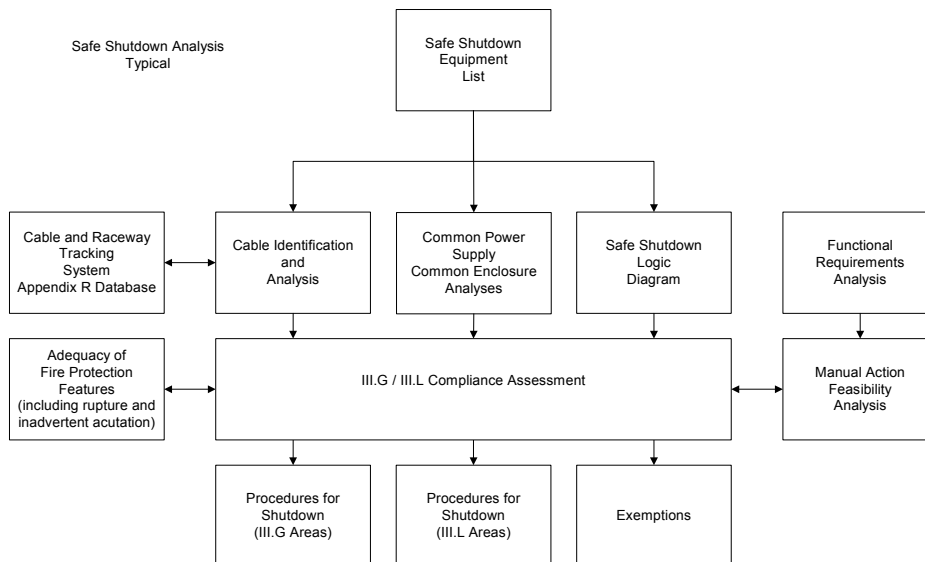 Safe Shutdown Analysis
Typical
Safe Shutdown
Equipment
List
Cable and Raceway
Tracking
System
Appendix R Database
Cable Identification
and
Analysis
Common Power
Supply
Common Enclosure
Analyses
Safe Shutdown
Logic
Diagram
Functional
Requirements
Analysis
Adequacy of
Fire Protection
Features
(including rupture and
inadvertent acutation)
III.G / III.L Compliance Assessment
Manual Action
Feasibility
Analysis
Procedures for
Shutdown
(III.G Areas)
Procedures for
Shutdown
(III.L Areas)
Exemptions